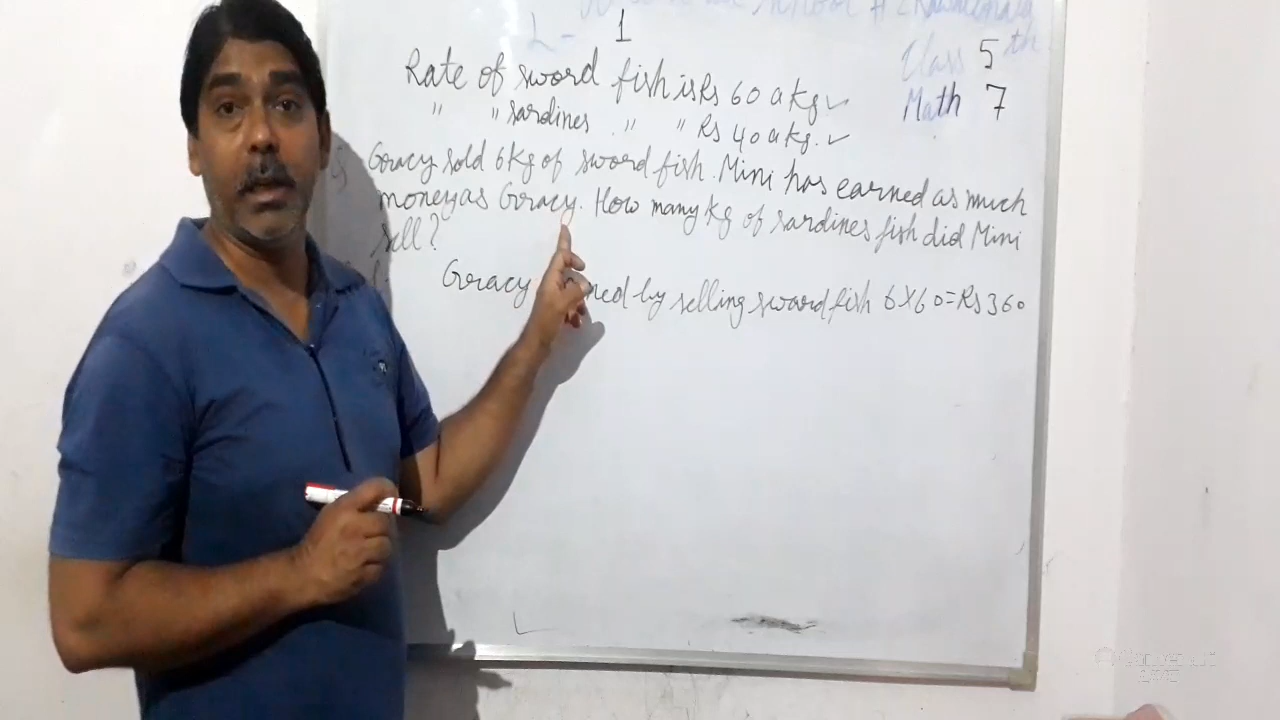 L- 1
Class 5th
Math 7
Rate of sword fish is Rs 60 a kg. ✓
" " sardines " " Rs 40 a kg. ✓
Gracy sold 6 kg of sword fish. Mini has earned as much
money as Gracy. How many kg of sardines fish did Mini
sell?
Gracy by selling sword fish 6 X 60 = Rs 360